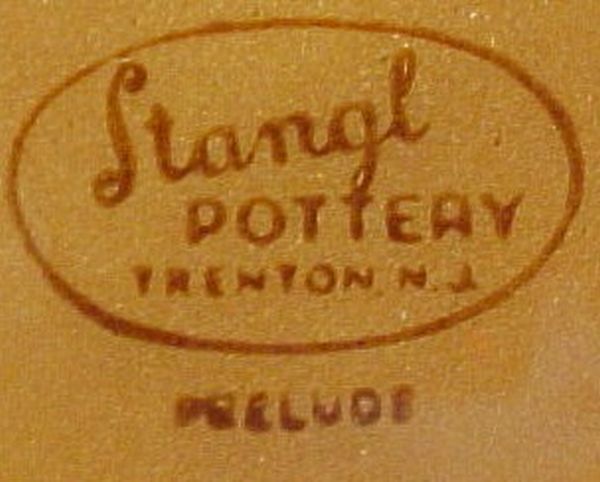 Stangl
POTTERY
TRENTON, N.J.
PRELUDE